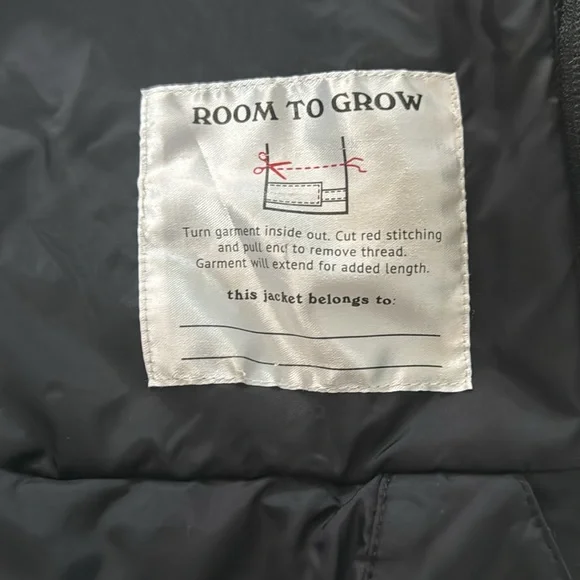 ROOM TO GROW
Turn garment inside out. Cut red stitching
and pull end to remove thread.
Garment will extend for added length.
this jacket belongs to: